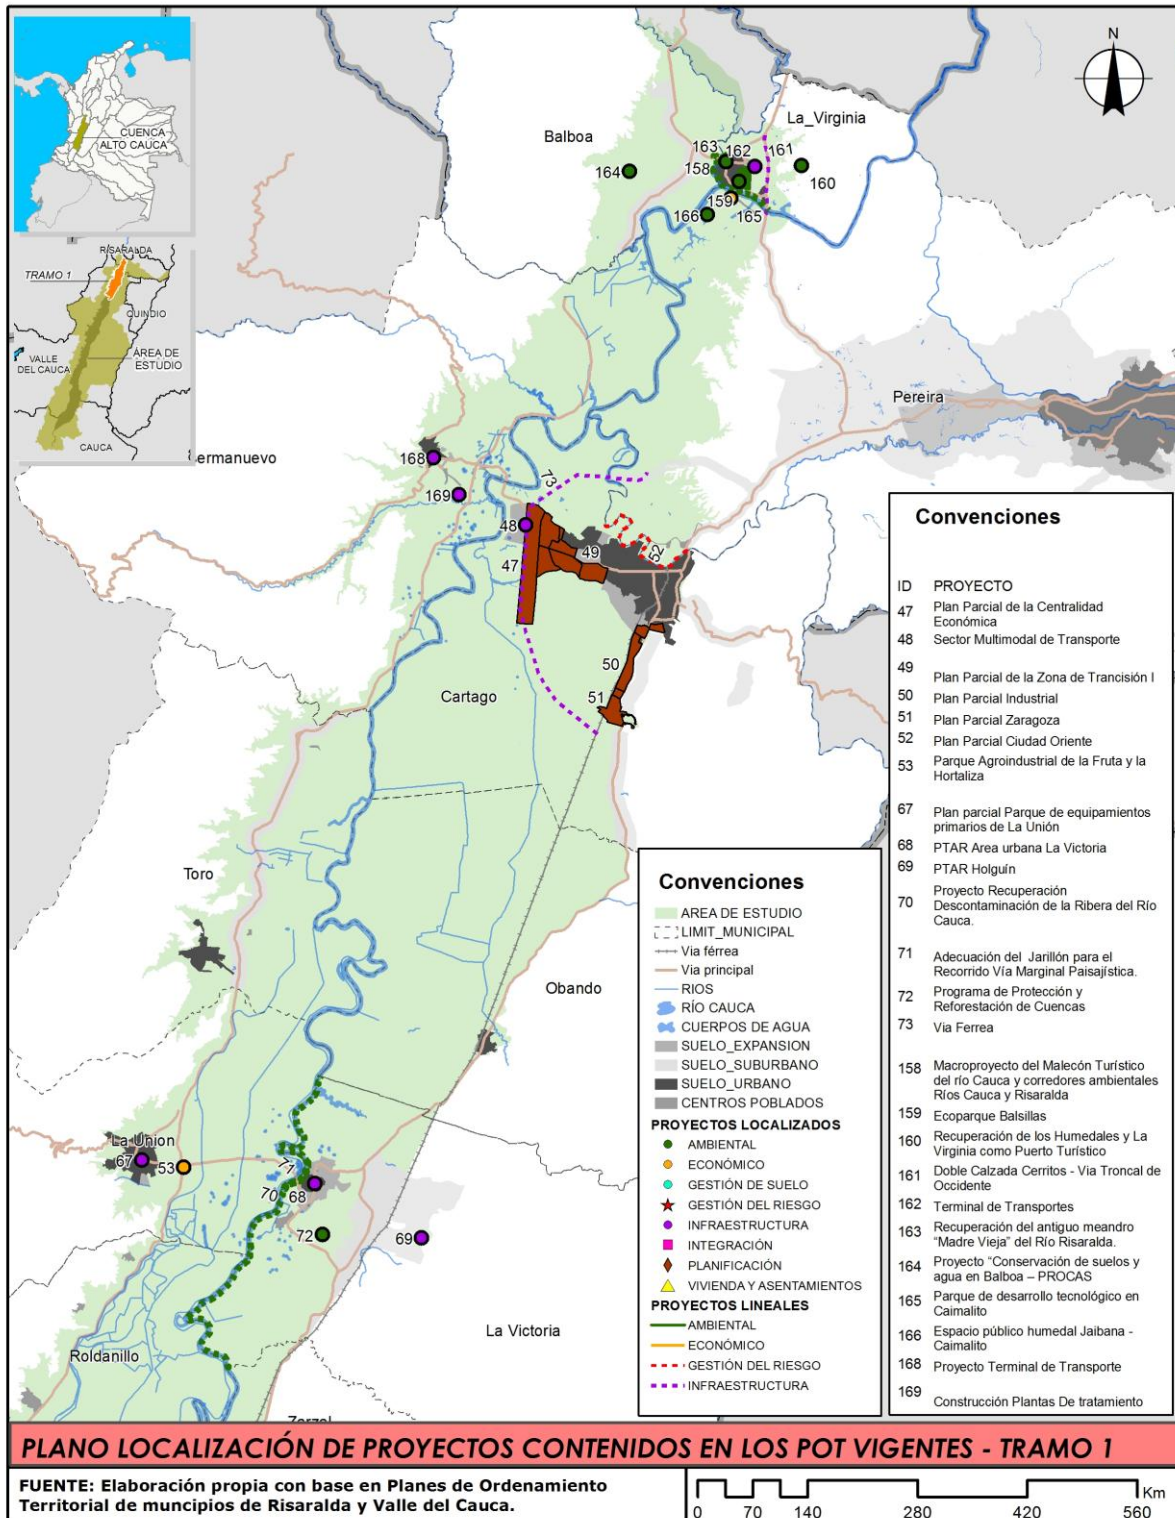 CUENCA
ALTO CAUCA
RISARALDA
TRAMO 1
QUINDIO
VALLE
DEL CAUCA
ÁREA DE
ESTUDIO
CAUCA
N
Balboa
La_Virginia
163
162
161
164
158
160
159
166
165
Pereira
168
169
73
48
49
52
47
50
51
Cartago
Toro
Obando
La Union
67
53
71
70
68
72
69
La Victoria
Roldanillo
Convenciones
AREA DE ESTUDIO
LIMIT_MUNICIPAL
Via férrea
Via principal
RIOS
RÍO CAUCA
CUERPOS DE AGUA
SUELO_EXPANSION
SUELO_SUBURBANO
SUELO_URBANO
CENTROS POBLADOS
PROYECTOS LOCALIZADOS
AMBIENTAL
ECONÓMICO
GESTIÓN DE SUELO
GESTIÓN DEL RIESGO
INFRAESTRUCTURA
INTEGRACIÓN
PLANIFICACIÓN
VIVIENDA Y ASENTAMIENTOS
PROYECTOS LINEALES
AMBIENTAL
ECONÓMICO
GESTIÓN DEL RIESGO
INFRAESTRUCTURA
Convenciones
ID PROYECTO
47 Plan Parcial de la Centralidad
Económica
48 Sector Multimodal de Transporte
49 Plan Parcial de la Zona de Trancisión I
50 Plan Parcial Industrial
51 Plan Parcial Zaragoza
52 Plan Parcial Ciudad Oriente
53 Parque Agroindustrial de la Fruta y la
Hortaliza
67 Plan parcial Parque de equipamientos
primarios de La Unión
68 PTAR Area urbana La Victoria
69 PTAR Holguín
70 Proyecto Recuperación
Descontaminación de la Ribera del Río
Cauca.
71 Adecuación del Jarillón para el
Recorrido Vía Marginal Paisajística.
72 Programa de Protección y
Reforestación de Cuencas
73 Via Ferrea
158 Macroproyecto del Malecón Turístico
del río Cauca y corredores ambientales
Ríos Cauca y Risaralda
159 Ecoparque Balsillas
160 Recuperación de los Humedales y La
Virginia como Puerto Turístico
161 Doble Calzada Cerritos - Via Troncal de
Occidente
162 Terminal de Transportes
163 Recuperación del antiguo meandro
“Madre Vieja” del Río Risaralda.
164 Proyecto “Conservación de suelos y
agua en Balboa – PROCAS
165 Parque de desarrollo tecnológico en
Caimalito
166 Espacio público humedal Jaibana -
Caimalito
168 Proyecto Terminal de Transporte
169 Construcción Plantas De tratamiento
PLANO LOCALIZACIÓN DE PROYECTOS CONTENIDOS EN LOS POT VIGENTES - TRAMO 1
FUENTE: Elaboración propia con base en Planes de Ordenamiento
Territorial de muncipios de Risaralda y Valle del Cauca.
Km
0 70 140 280 420 560